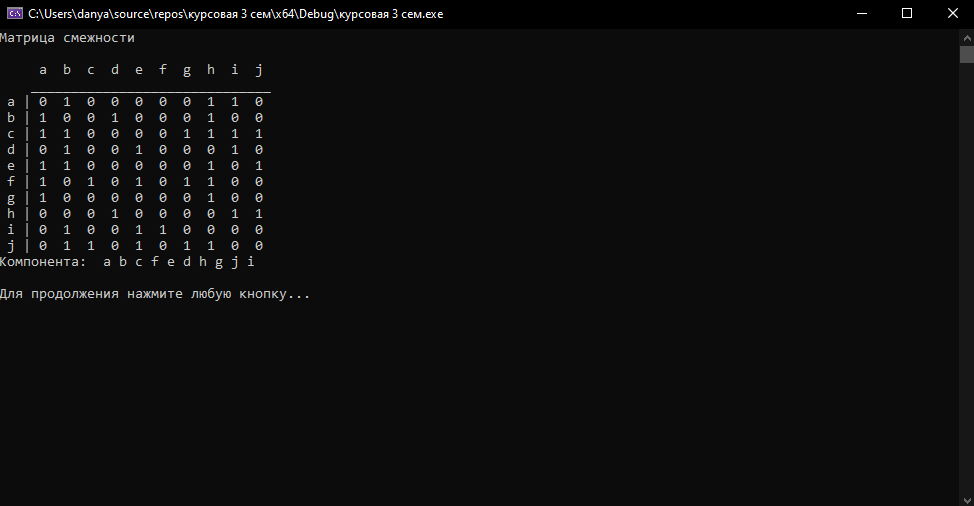 C:\Users\danya\source\repos\курсовая 3 сем\x64\Debug\курсовая 3 сем.exe
Матрица смежности
a b c d e f g h i j
a | 0 1 0 0 0 0 0 1 1 0
b | 1 0 0 1 0 0 0 1 0 0
c | 1 1 0 0 0 0 1 1 1 1
d | 0 1 0 0 1 0 0 0 1 0
e | 1 1 0 0 0 0 0 1 0 1
f | 1 0 1 0 1 0 1 1 0 0
g | 1 0 0 0 0 0 0 1 0 0
h | 0 0 0 1 0 0 0 0 1 1
i | 0 1 0 0 1 1 0 0 0 0
j | 0 1 1 0 1 0 1 1 0 0
Компонента: a b c f e d h g j i
Для продолжения нажмите любую кнопку...